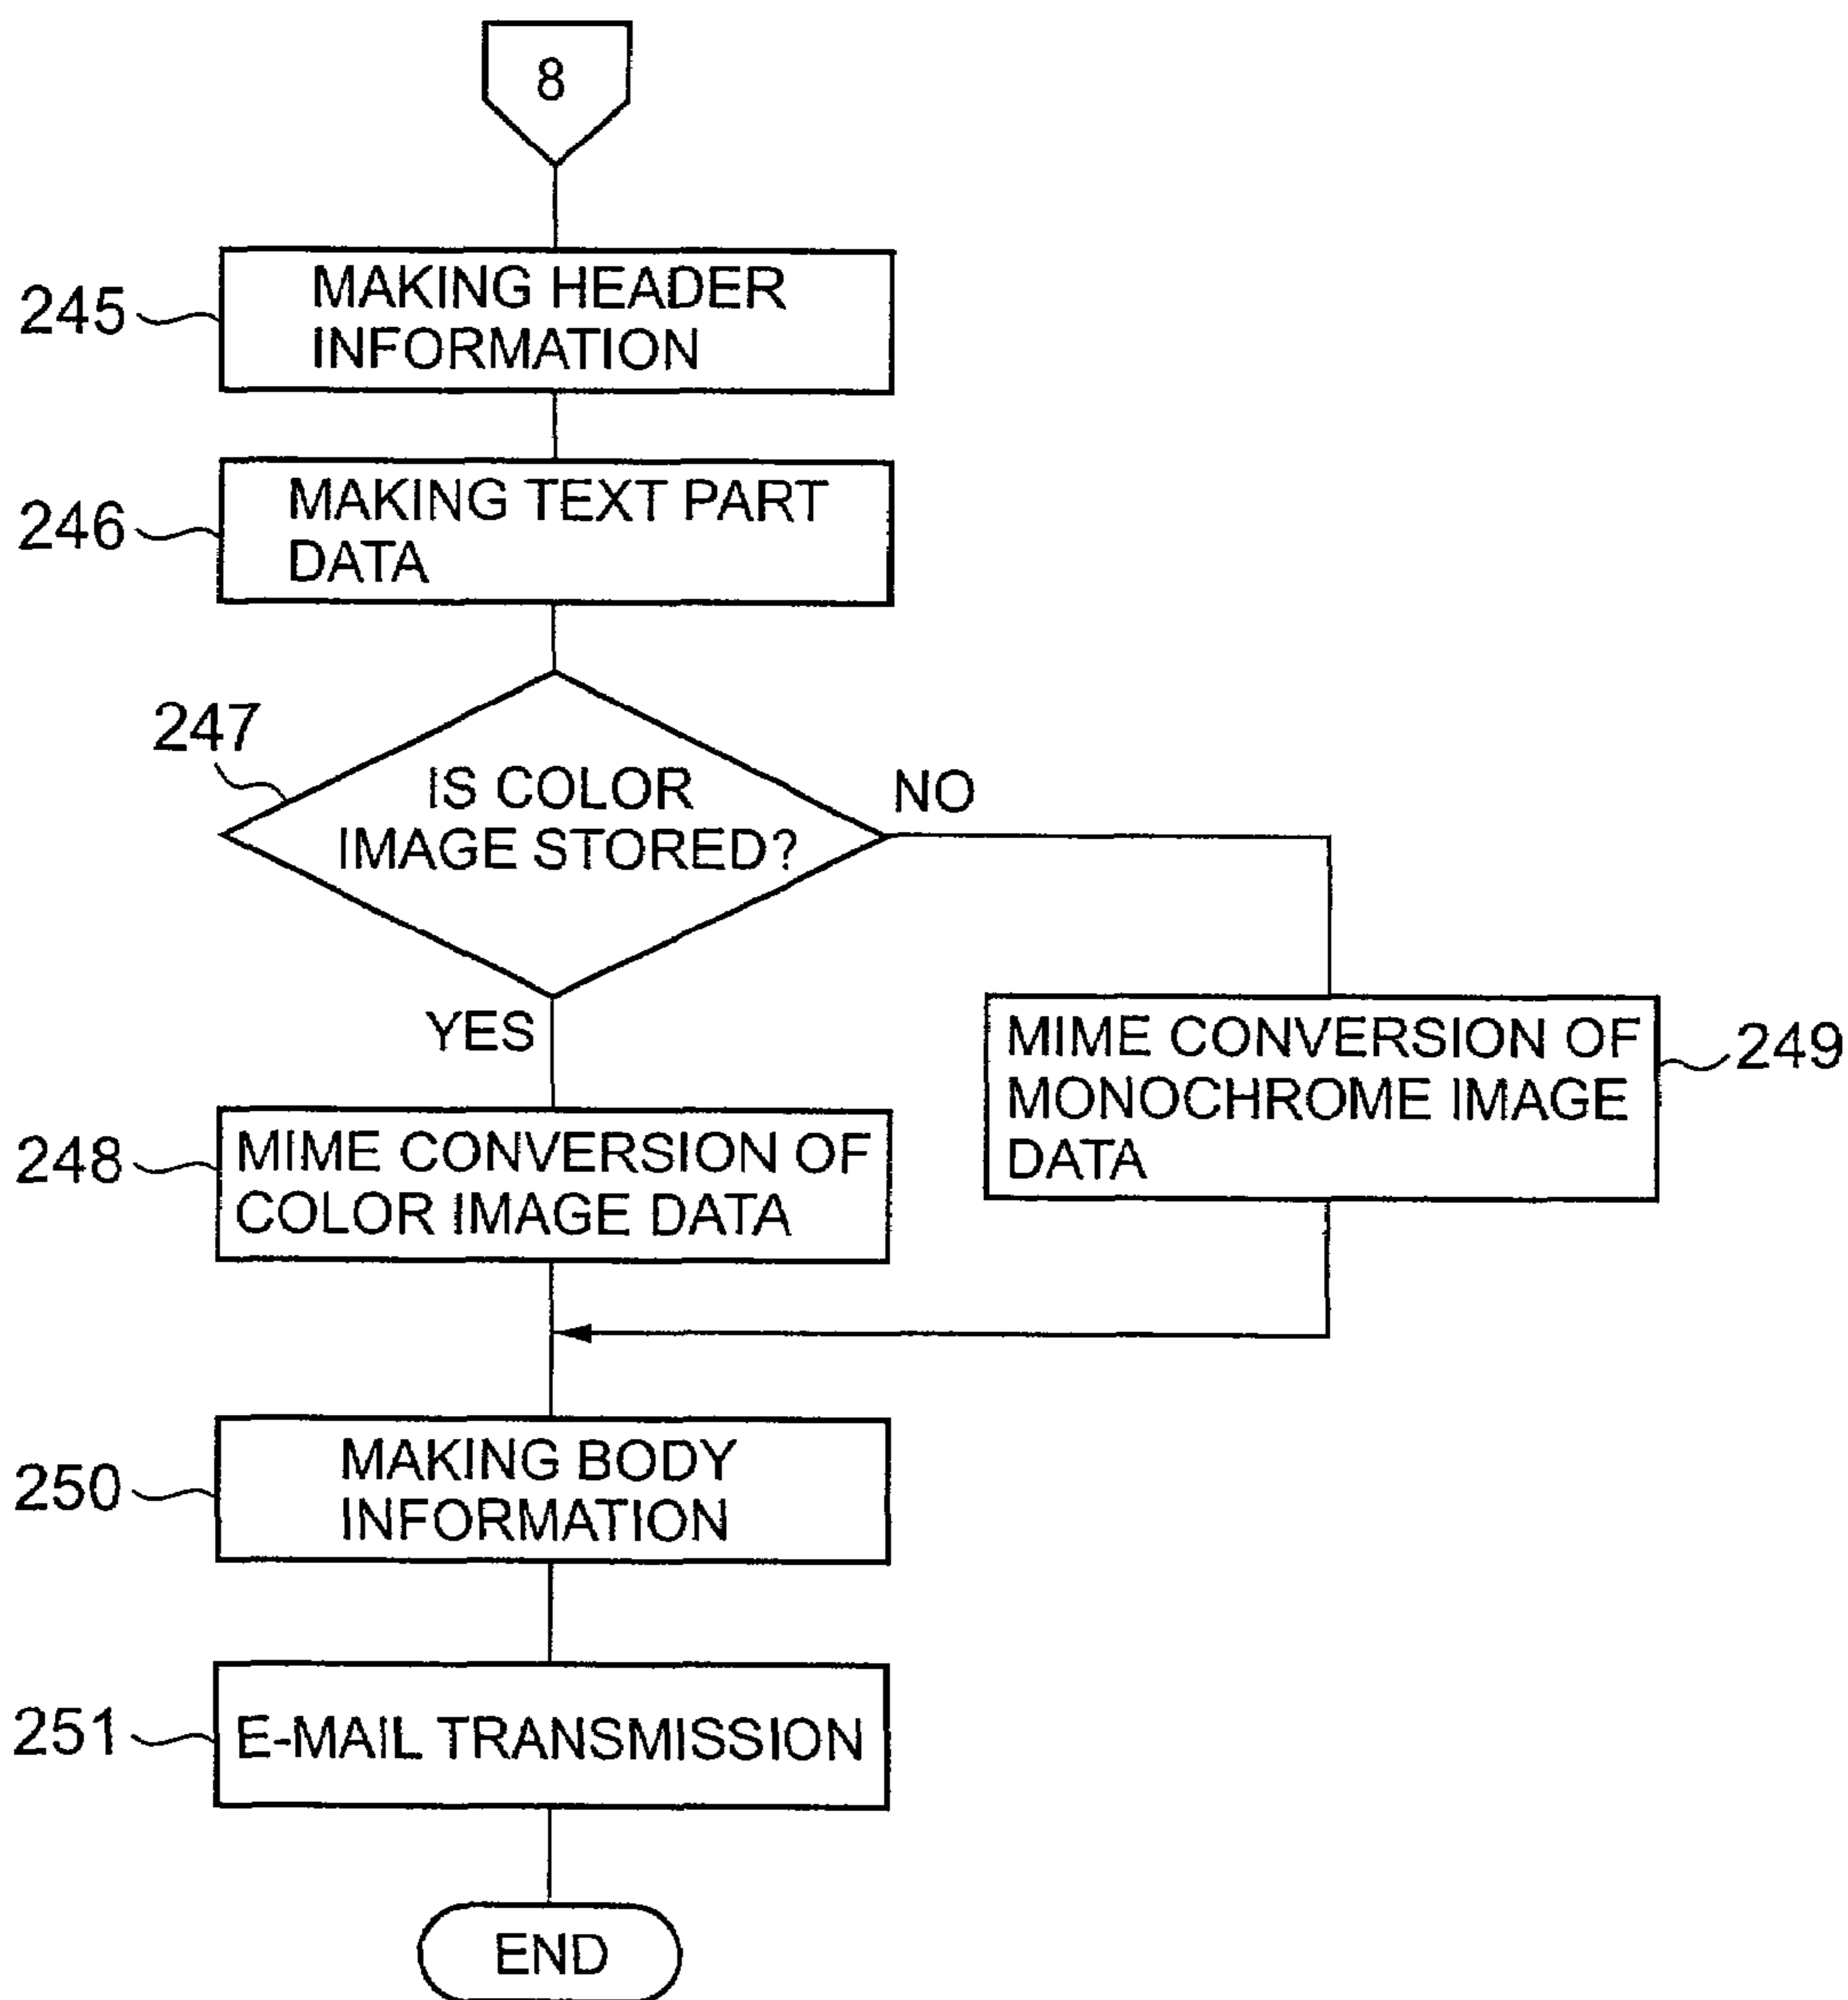 8
245
MAKING HEADER
INFORMATION
246
MAKING TEXT PART
DATA
247
IS COLOR
IMAGE STORED?
NO
YES
MIME CONVERSION OF
MONOCHROME IMAGE
DATA
249
248
MIME CONVERSION OF
COLOR IMAGE DATA
250
MAKING BODY
INFORMATION
251
E-MAIL TRANSMISSION
END